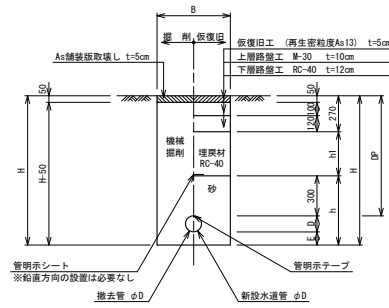 B
掘 削 仮復旧
As舗装版取壊し t=5cm
仮復旧工 (再生密粒度As13) t=5cm
上層路盤工 M-30 t=10cm
下層路盤工 RC-40 t=12cm
50
50
100
120
270
H
H-50
機械
掘削
埋戻材
RC-40
砂
h1
300
h
D
E
H
DP
管明示シート
※鉛直方向の設置は必要なし
管明示テープ
撤去管 φD
新設水道管 φD